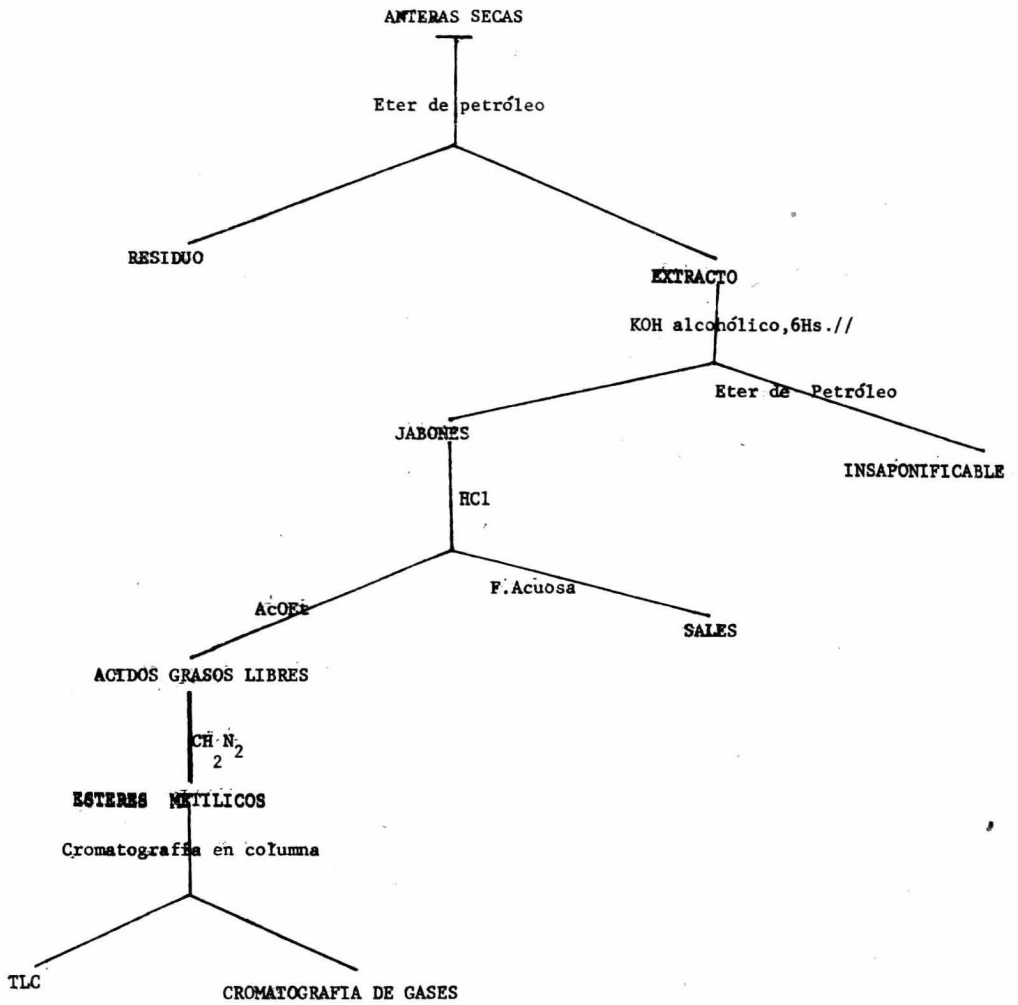 ANTERAS SECAS
Eter de petróleo
RESIDUO
EXTRACTO
KOH alcohólico,6Hs.//
Eter de Petróleo
JABONES
INSAPONIFICABLE
HCl
F.Acuosa
AcOEt
SALES
ACIDOS GRASOS LIBRES
CH2N2
ESTERES METILICOS
Cromatografía en columna
TLC
CROMATOGRAFIA DE GASES